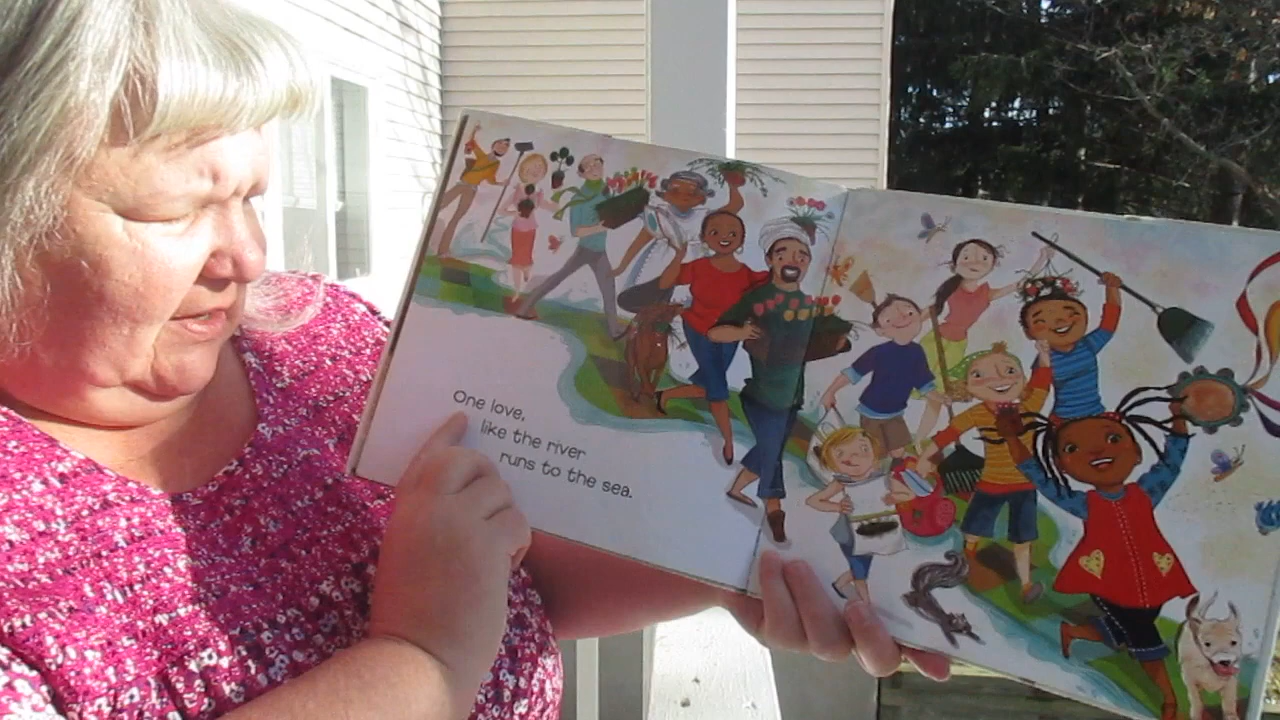 One love,
like the river
runs to the sea.